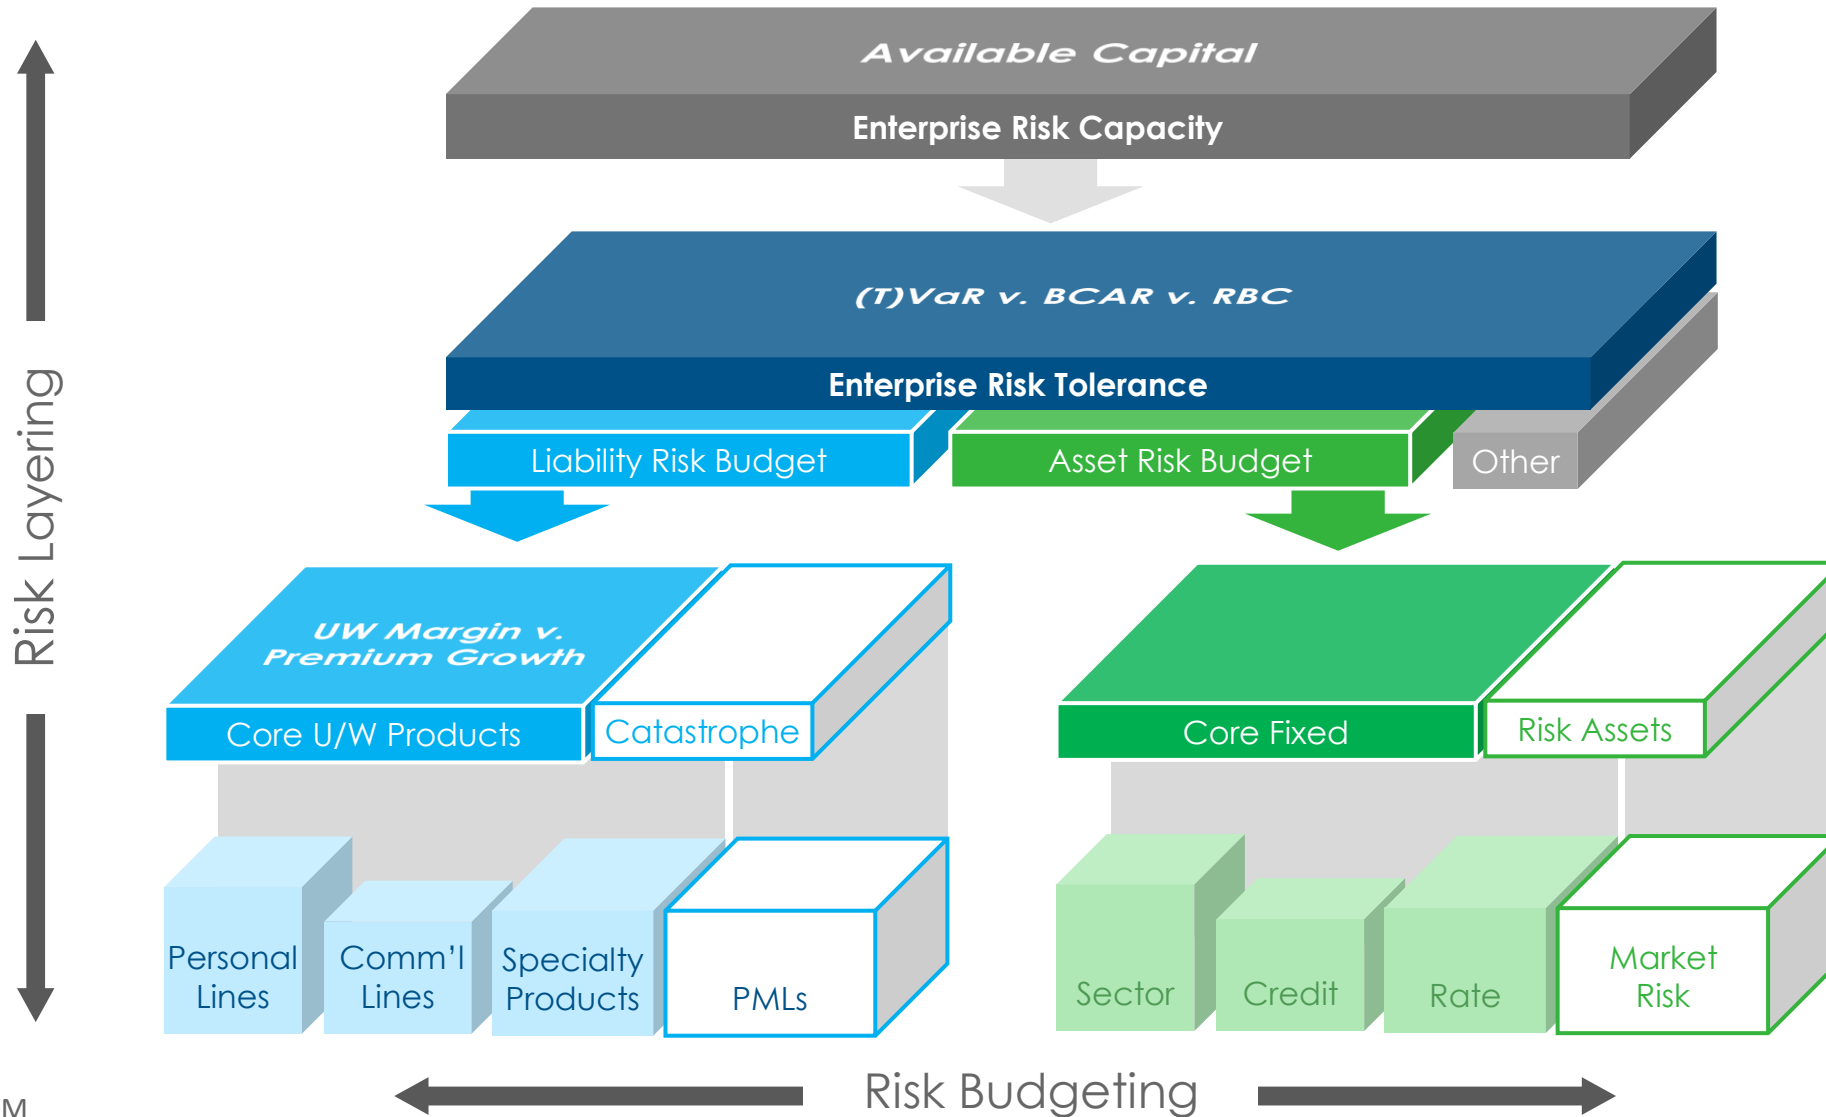 Available Capital
Enterprise Risk Capacity
(T)VaR v. BCAR v. RBC
Enterprise Risk Tolerance
Liability Risk Budget
Asset Risk Budget
Other
Risk Layering
UW Margin v.
Premium Growth
Core U/W Products
Catastrophe
Core Fixed
Risk Assets
Personal
Lines
Comm'l
Lines
Specialty
Products
PMLs
Sector
Credit
Rate
Market
Risk
Risk Budgeting
M